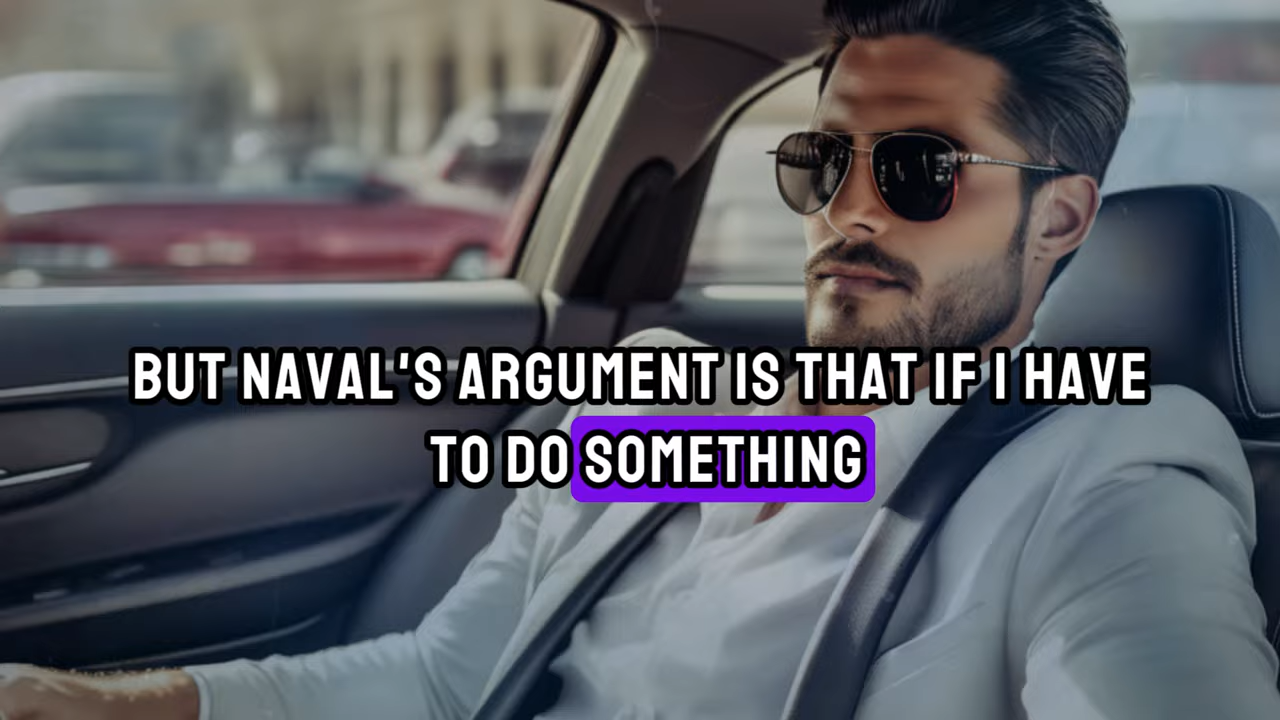 BUT NAVAL'S ARGUMENT IS THAT IF I HAVE
TO DO SOMETHING